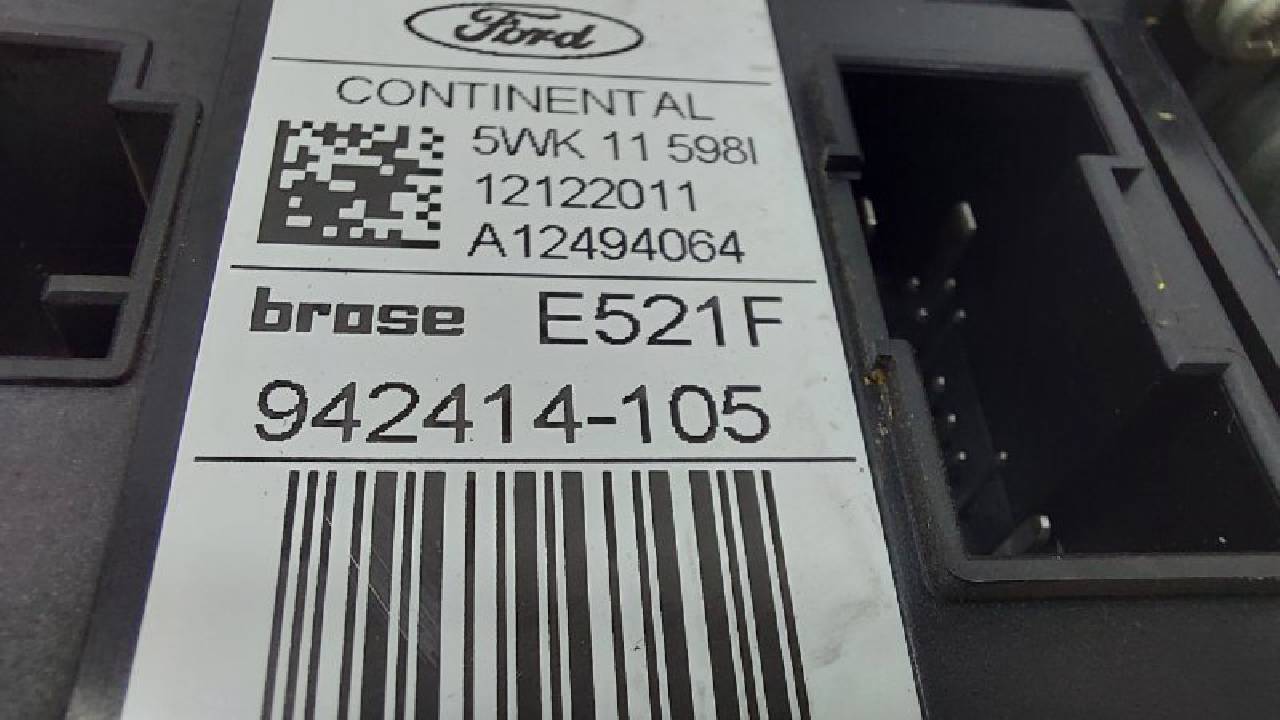 Ford
CONTINENTAL
5WK 11 598I
12122011
A12494064
brose E521F
942414-105